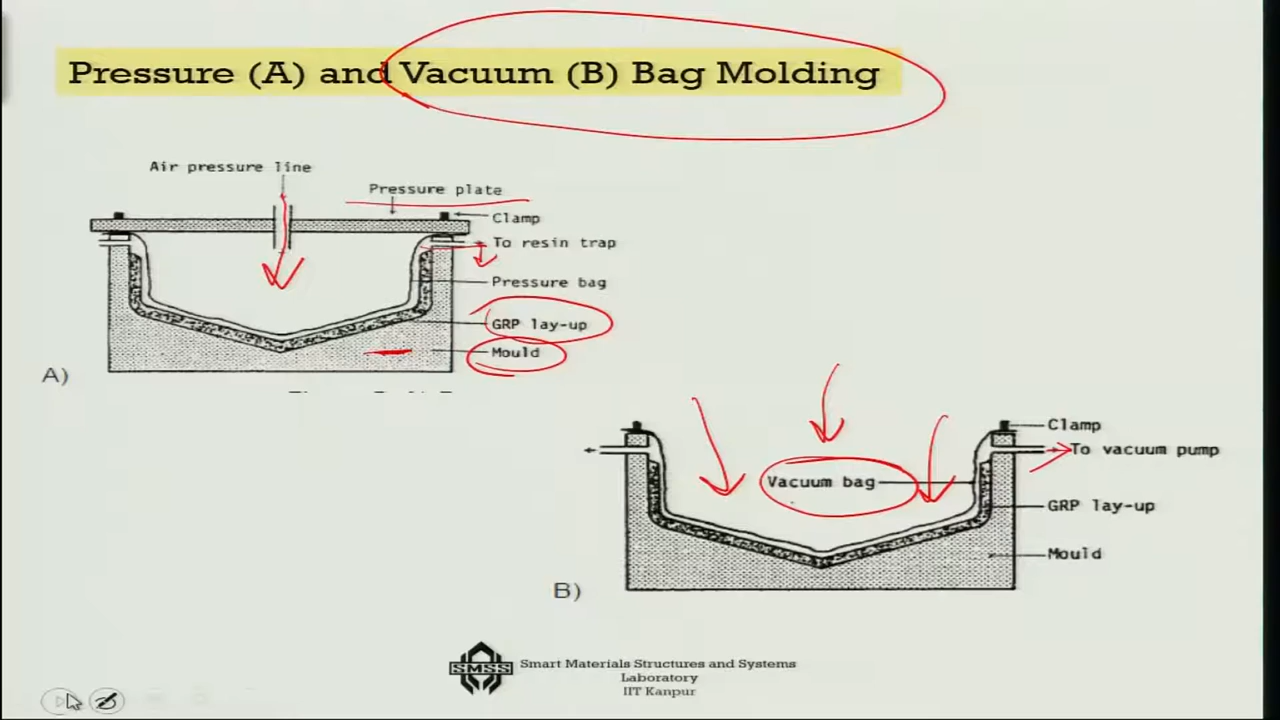 Pressure (A) and Vacuum (B) Bag Molding
Air pressure line
Pressure plate
Clamp
To resin trap
Pressure bag
GRP lay-up
Mould
A)
Clamp
To vacuum pump
Vacuum bag
GRP lay-up
Mould
B)
SMSS
Smart Materials Structures and Systems
Laboratory
IIT Kanpur